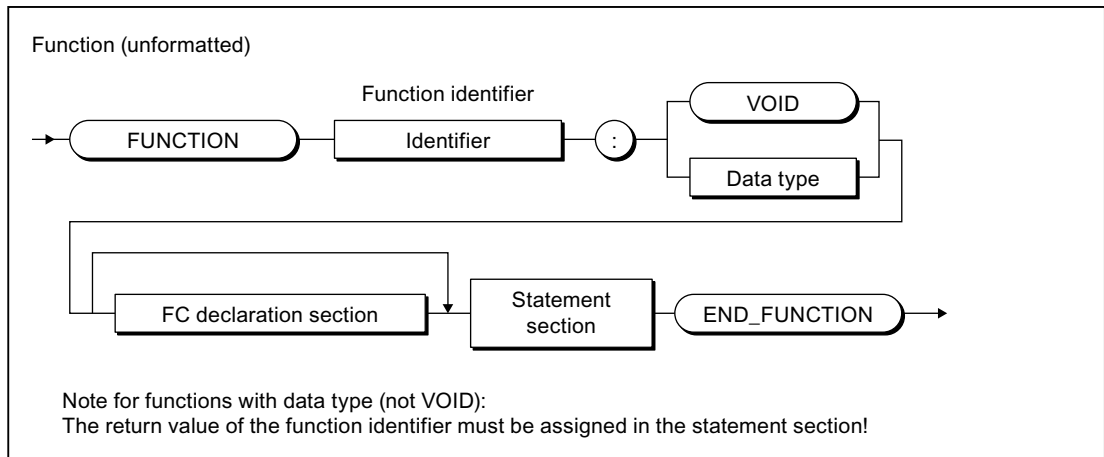 Function (unformatted)
Function identifier
FUNCTION
Identifier
:
VOID
Data type
FC declaration section
Statement
section
END_FUNCTION
Note for functions with data type (not VOID):
The return value of the function identifier must be assigned in the statement section!